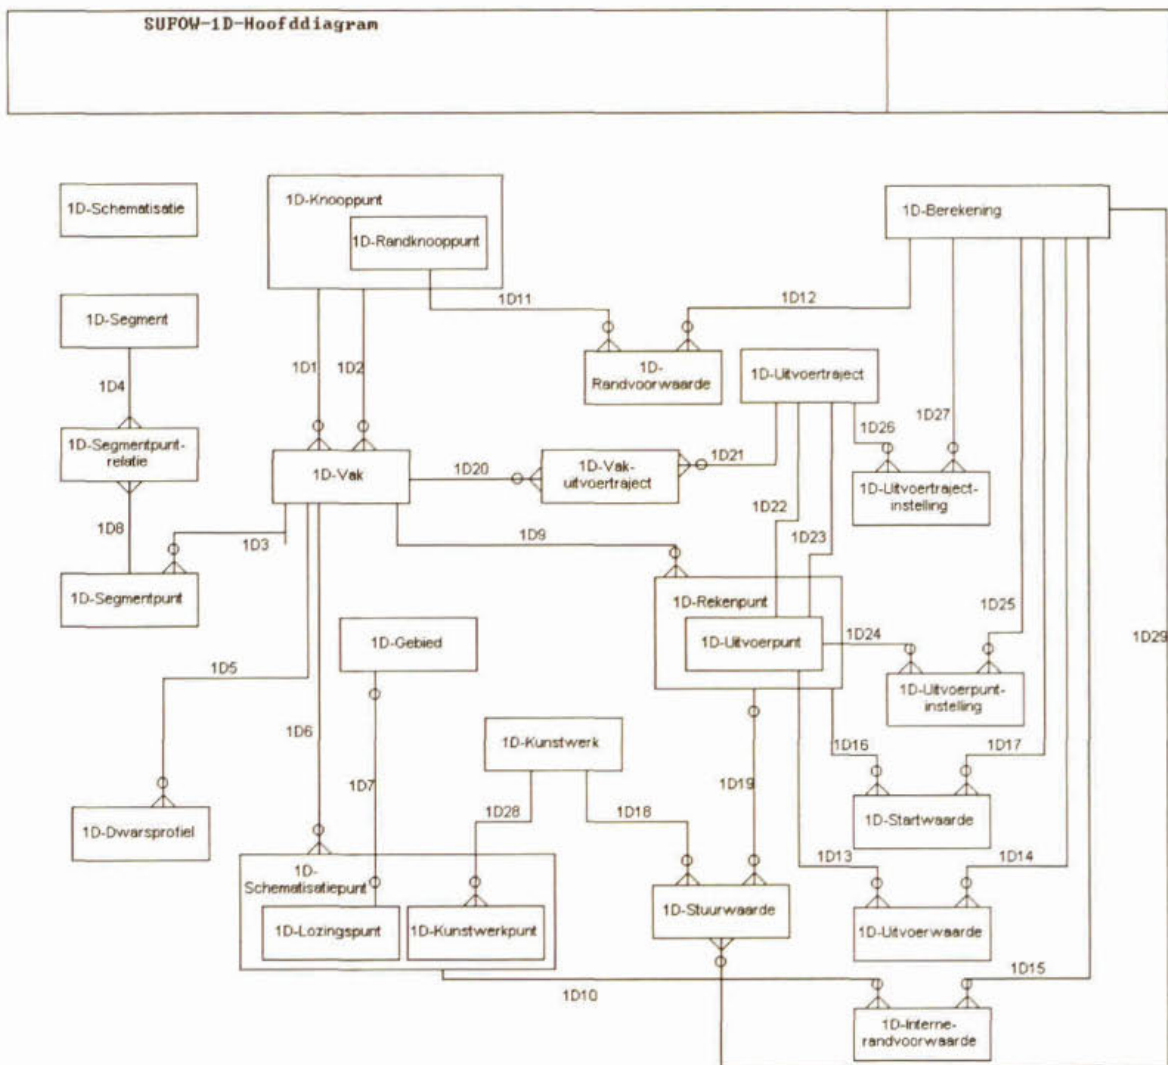 SUFOW-1D-Hoofddiagram
1D-Schematisatie
1D-Knooppunt
1D-Randknooppunt
1D-Berekening
1D-Segment
1D11
1D12
1D4
1D1
1D2
1D-
Randvoorwaarde
1D-Uitvoertraject
1D26
1D27
1D-Segmentpunt-
relatie
1D-Vak
1D20
1D-Vak-
uitvoertraject
1D21
1D-Uitvoertraject-
instelling
1D8
1D3
1D9
1D22
1D23
1D-Segmentpunt
1D-Rekenpunt
1D-Uitvoerpunt
1D25
1D24
1D29
1D-Gebied
1D5
1D-Uitvoerpunt-
instelling
1D6
1D-Kunstwerk
1D16
1D17
1D7
1D19
1D28
1D18
1D-Dwarsprofiel
1D-Startwaarde
1D13
1D14
1D-
Schematisatiepunt
1D-Lozingspunt
1D-Kunstwerkpunt
1D-Stuurwaarde
1D-Uitvoerwaarde
1D10
1D15
1D-Interne-
randvoorwaarde